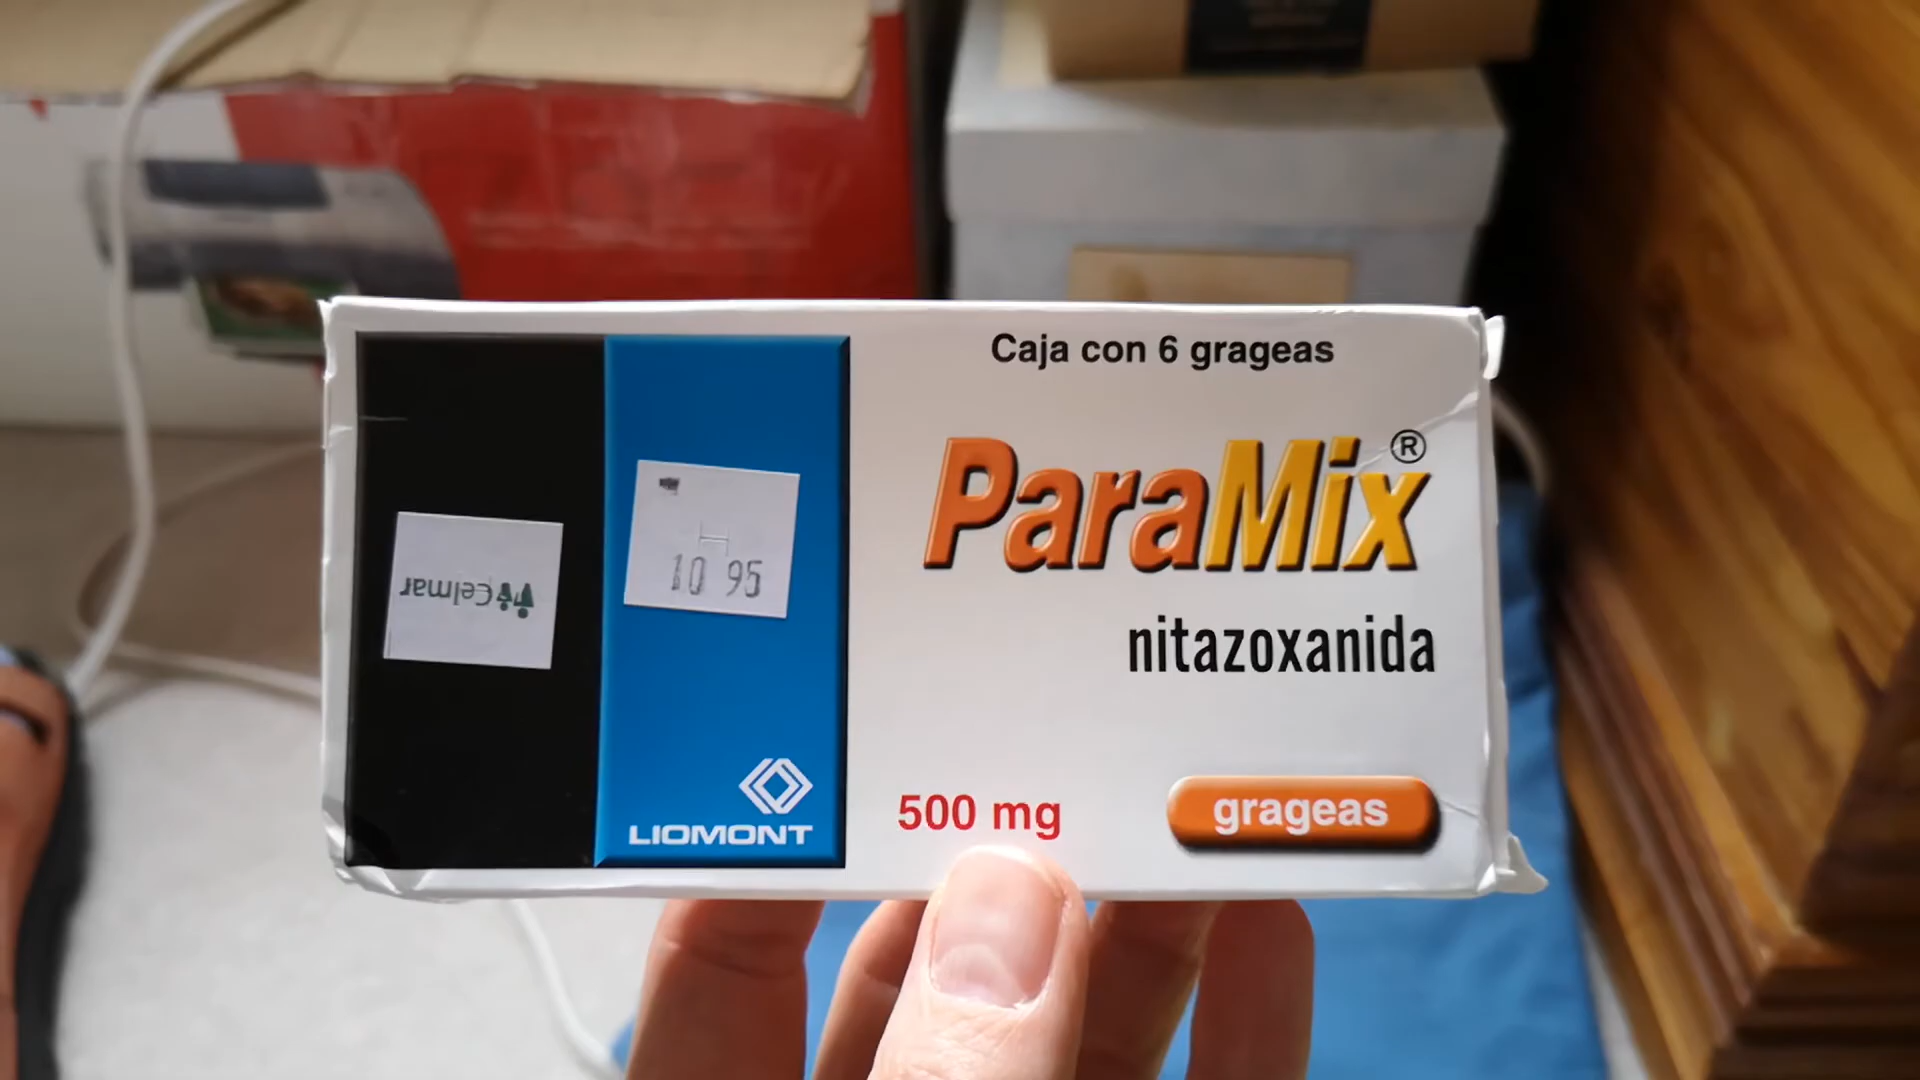 Caja con 6 grageas
ParaMix®
nitazoxanida
500 mg
grageas
Celmar
H
10 95
LIOMONT